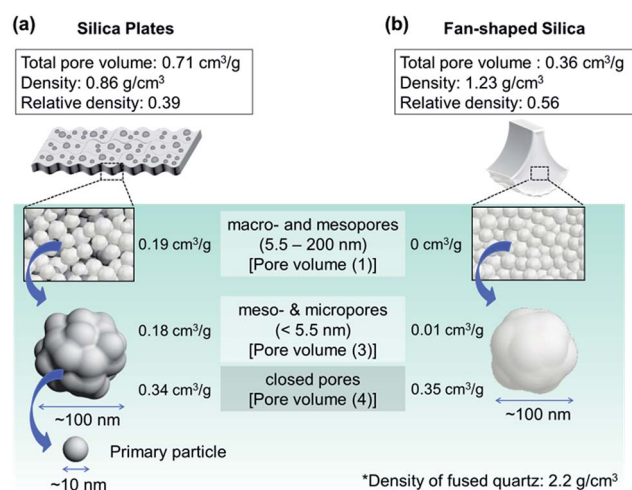 (a) Silica Plates
Total pore volume: 0.71 cm³/g
Density: 0.86 g/cm³
Relative density: 0.39
(b) Fan-shaped Silica
Total pore volume : 0.36 cm³/g
Density: 1.23 g/cm³
Relative density: 0.56
0.19 cm³/g
macro- and mesopores
(5.5 – 200 nm)
[Pore volume (1)]
0 cm³/g
0.18 cm³/g
meso- & micropores
(< 5.5 nm)
[Pore volume (3)]
0.01 cm³/g
0.34 cm³/g
closed pores
[Pore volume (4)]
0.35 cm³/g
~100 nm
~100 nm
Primary particle
~10 nm
*Density of fused quartz: 2.2 g/cm³